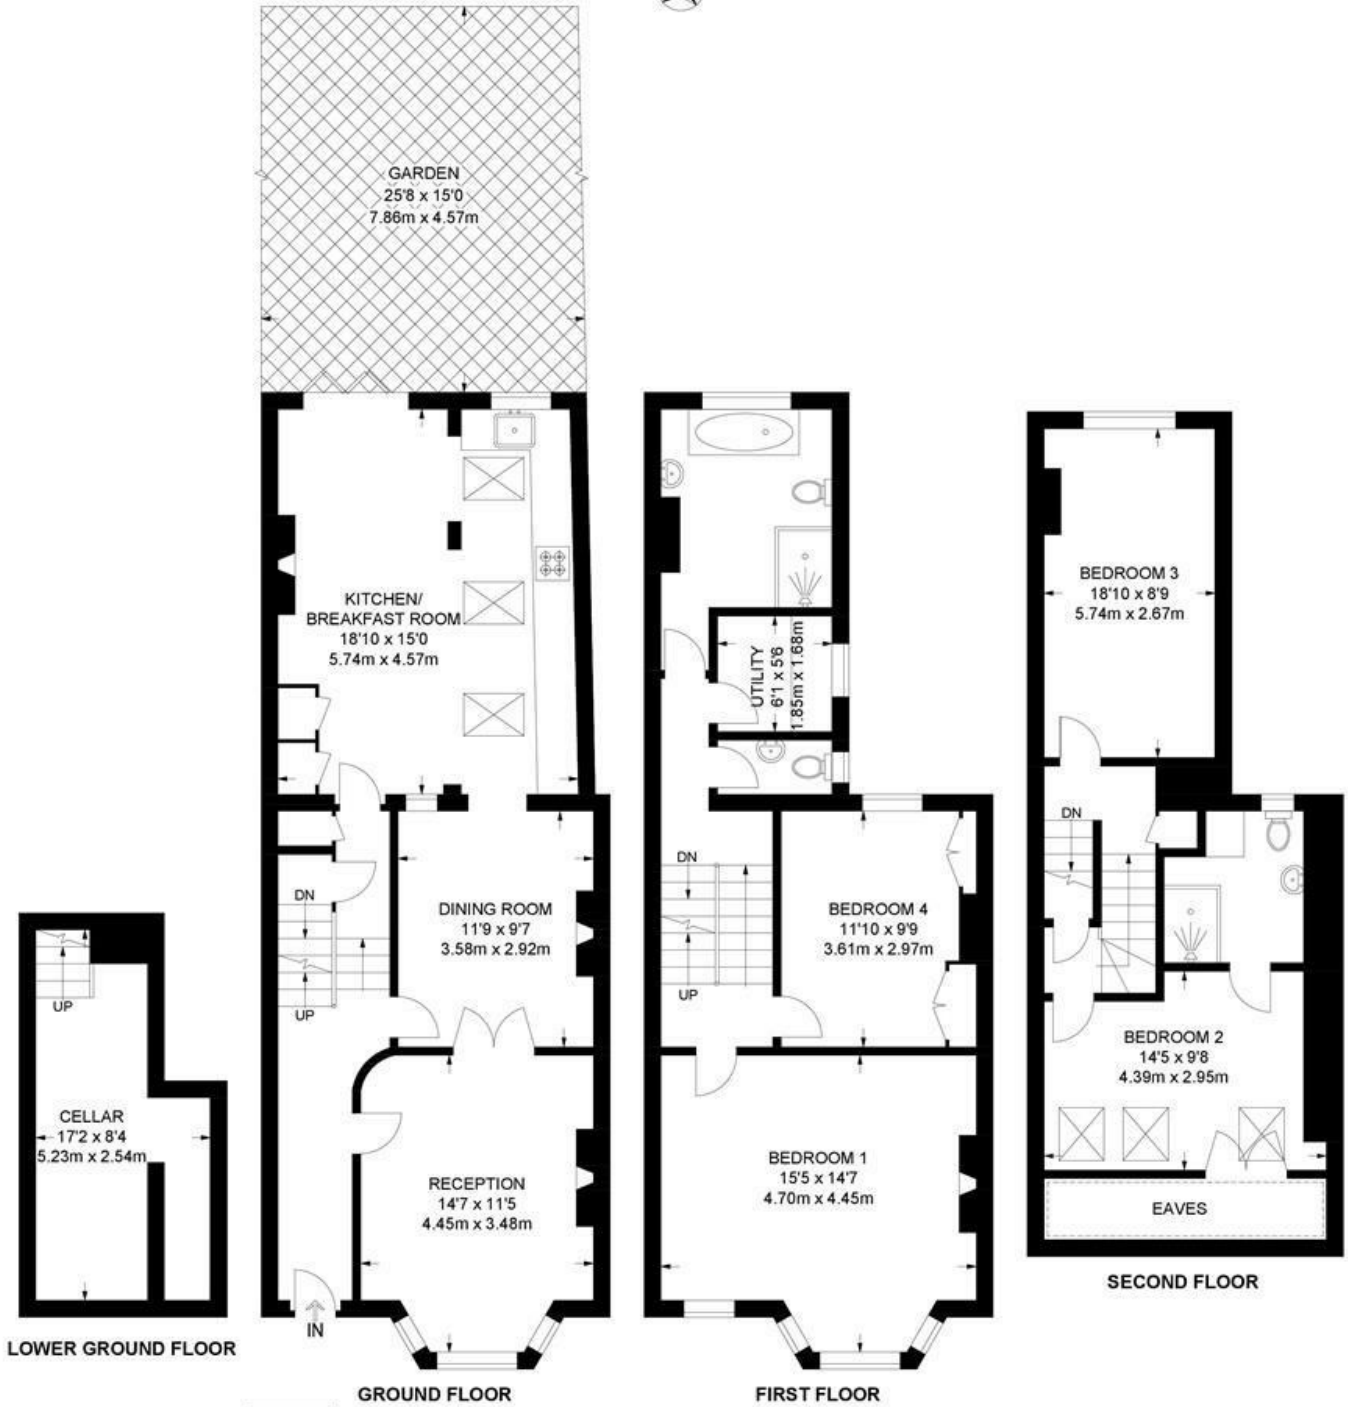 GARDEN
25'8 x 15'0
7.86m x 4.57m
KITCHEN/
BREAKFAST ROOM
18'10 x 15'0
5.74m x 4.57m
DN
UP
DINING ROOM
11'9 x 9'7
3.58m x 2.92m
RECEPTION
14'7 x 11'5
4.45m x 3.48m
IN
GROUND FLOOR
UP
CELLAR
17'2 x 8'4
5.23m x 2.54m
LOWER GROUND FLOOR
UTILITY
6'1 x 5'6
1.85m x 1.68m
DN
UP
BEDROOM 4
11'10 x 9'9
3.61m x 2.97m
BEDROOM 1
15'5 x 14'7
4.70m x 4.45m
FIRST FLOOR
BEDROOM 3
18'10 x 8'9
5.74m x 2.67m
DN
BEDROOM 2
14'5 x 9'8
4.39m x 2.95m
EAVES
SECOND FLOOR